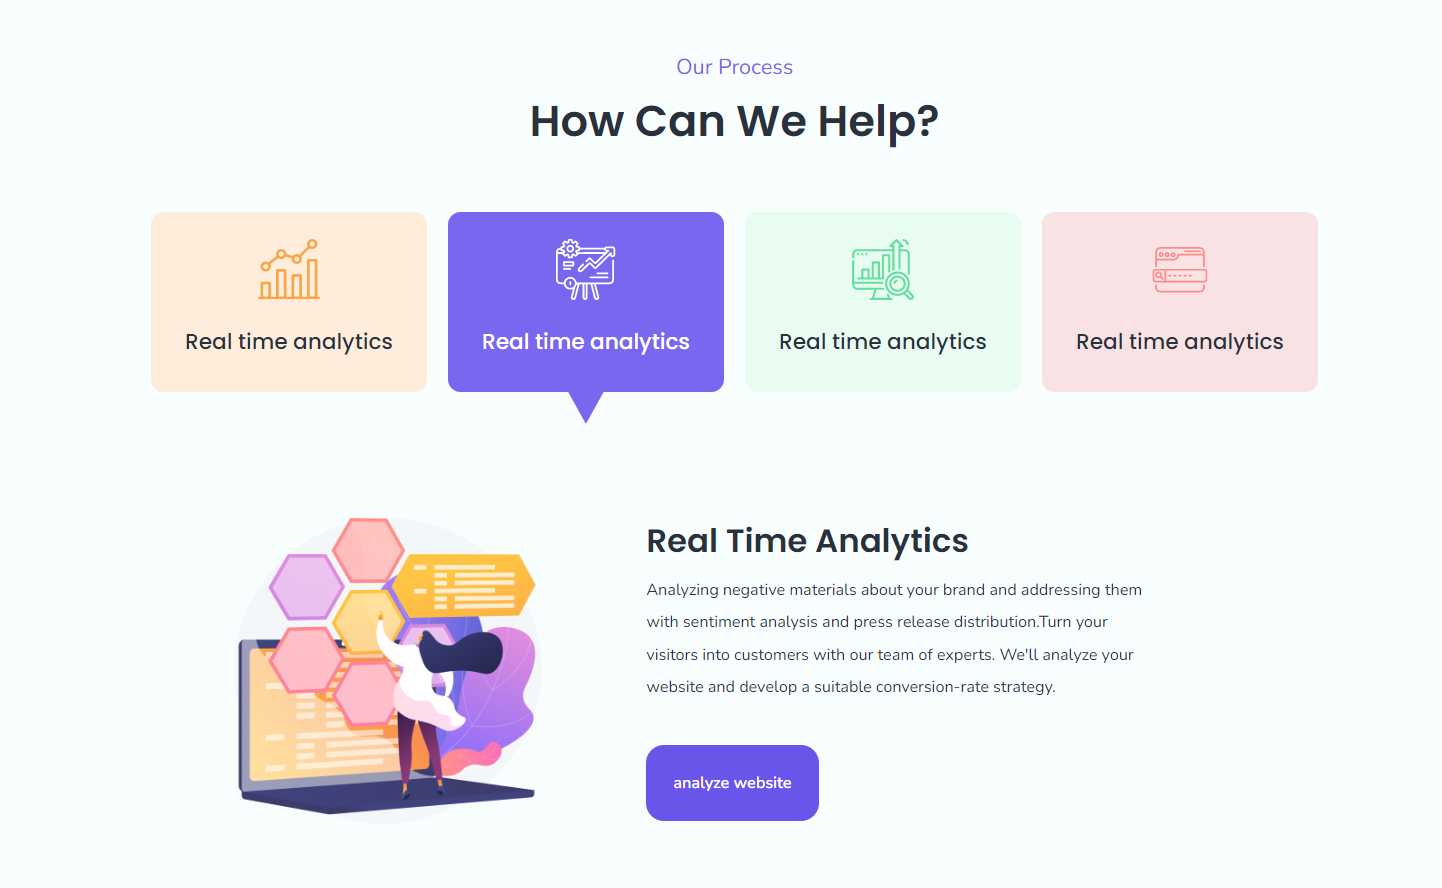 Our Process
How Can We Help?
Real time analytics
Real time analytics
Real time analytics
Real time analytics
Real Time Analytics
Analyzing negative materials about your brand and addressing them
with sentiment analysis and press release distribution.Turn your
visitors into customers with our team of experts. We'll analyze your
website and develop a suitable conversion-rate strategy.
analyze website